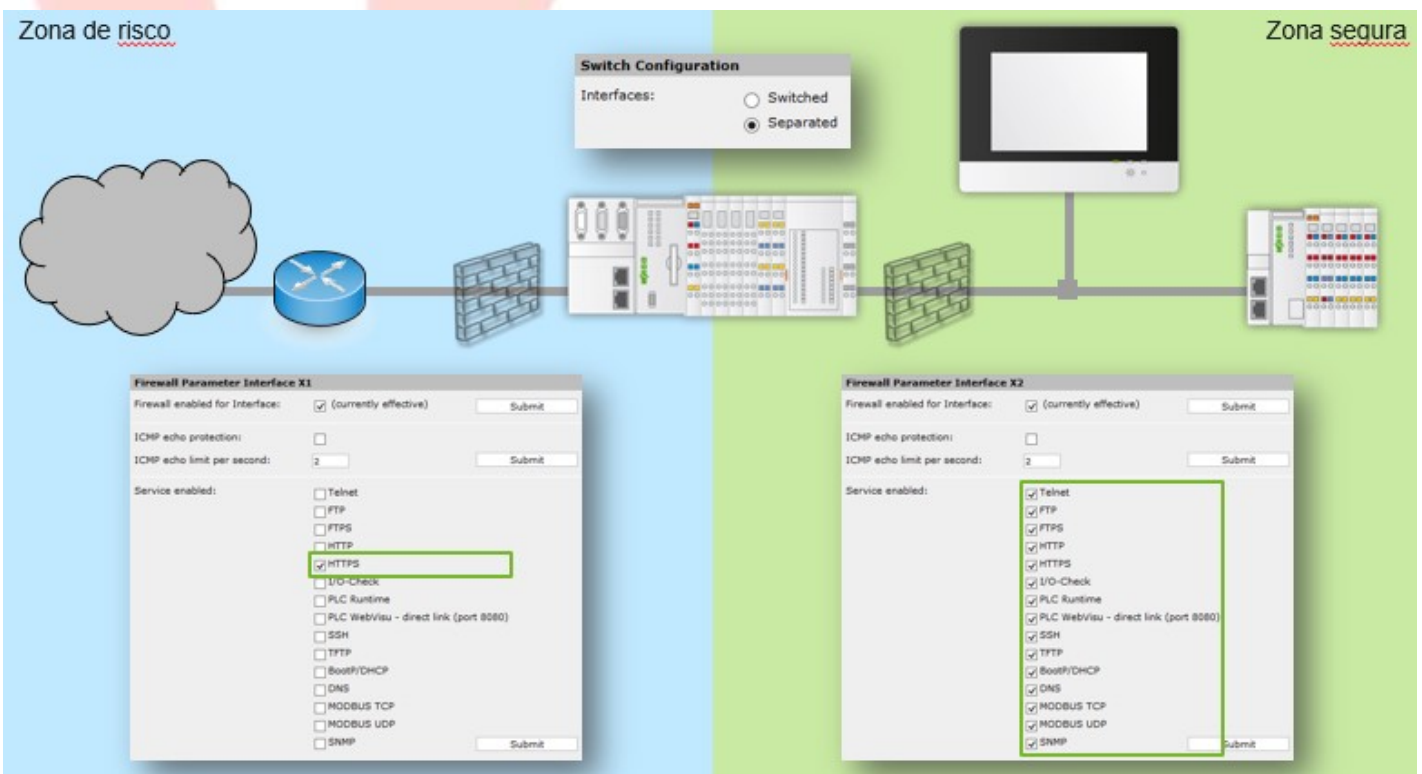 Zona de risco
Zona segura
Switch Configuration
Interfaces:
Switched
Separated
WAGO
WAGO
Firewall Parameter Interface X1
Firewall enabled for Interface: (currently effective) Submit
ICMP echo protection:
ICMP echo limit per second: 2 Submit
Service enabled:
Telnet
FTP
FTPS
HTTP
HTTPS
I/O-Check
PLC Runtime
PLC WebVisu - direct link (port 8080)
SSH
TFTP
BootP/DHCP
DNS
MODBUS TCP
MODBUS UDP
SNMP Submit
Firewall Parameter Interface X2
Firewall enabled for Interface: (currently effective) Submit
ICMP echo protection:
ICMP echo limit per second: 2 Submit
Service enabled:
Telnet
FTP
FTPS
HTTP
HTTPS
I/O-Check
PLC Runtime
PLC WebVisu - direct link (port 8080)
SSH
TFTP
BootP/DHCP
DNS
MODBUS TCP
MODBUS UDP
SNMP Submit